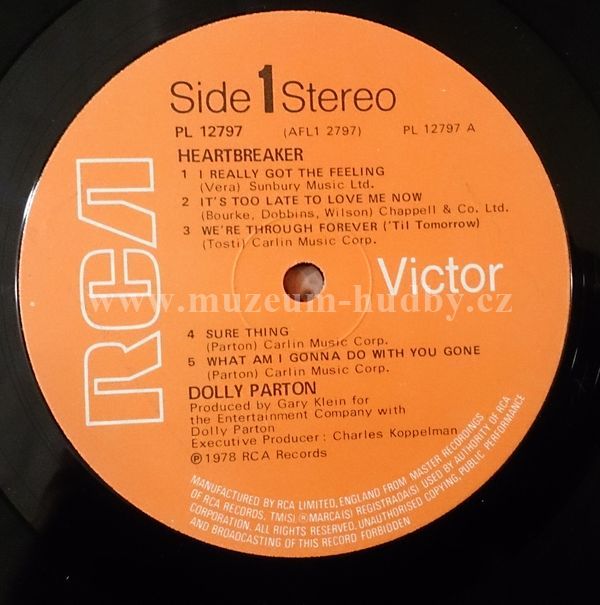 Side 1 Stereo
PL 12797 (AFL1 2797) PL 12797 A
HEARTBREAKER
1 I REALLY GOT THE FEELING
(Vera) Sunbury Music Ltd.
2 IT'S TOO LATE TO LOVE ME NOW
(Bourke, Dobbins, Wilson) Chappell & Co. Ltd.
3 WE'RE THROUGH FOREVER ('Til Tomorrow)
(Tosti) Carlin Music Corp.
RCA
Victor
www.muzeum-hudby.cz
4 SURE THING
(Parton) Carlin Music Corp.
5 WHAT AM I GONNA DO WITH YOU GONE
(Parton) Carlin Music Corp.
DOLLY PARTON
Produced by Gary Klein for
the Entertainment Company with
Dolly Parton
Executive Producer : Charles Koppelman
℗1978 RCA Records
MANUFACTURED BY RCA LIMITED, ENGLAND FROM MASTER RECORDINGS
OF RCA RECORDS, TM(S) ® MARCA(S) REGISTRADA(S) USED BY AUTHORITY OF RCA
CORPORATION. ALL RIGHTS RESERVED. UNAUTHORISED COPYING, PUBLIC PERFORMANCE
AND BROADCASTING OF THIS RECORD FORBIDDEN